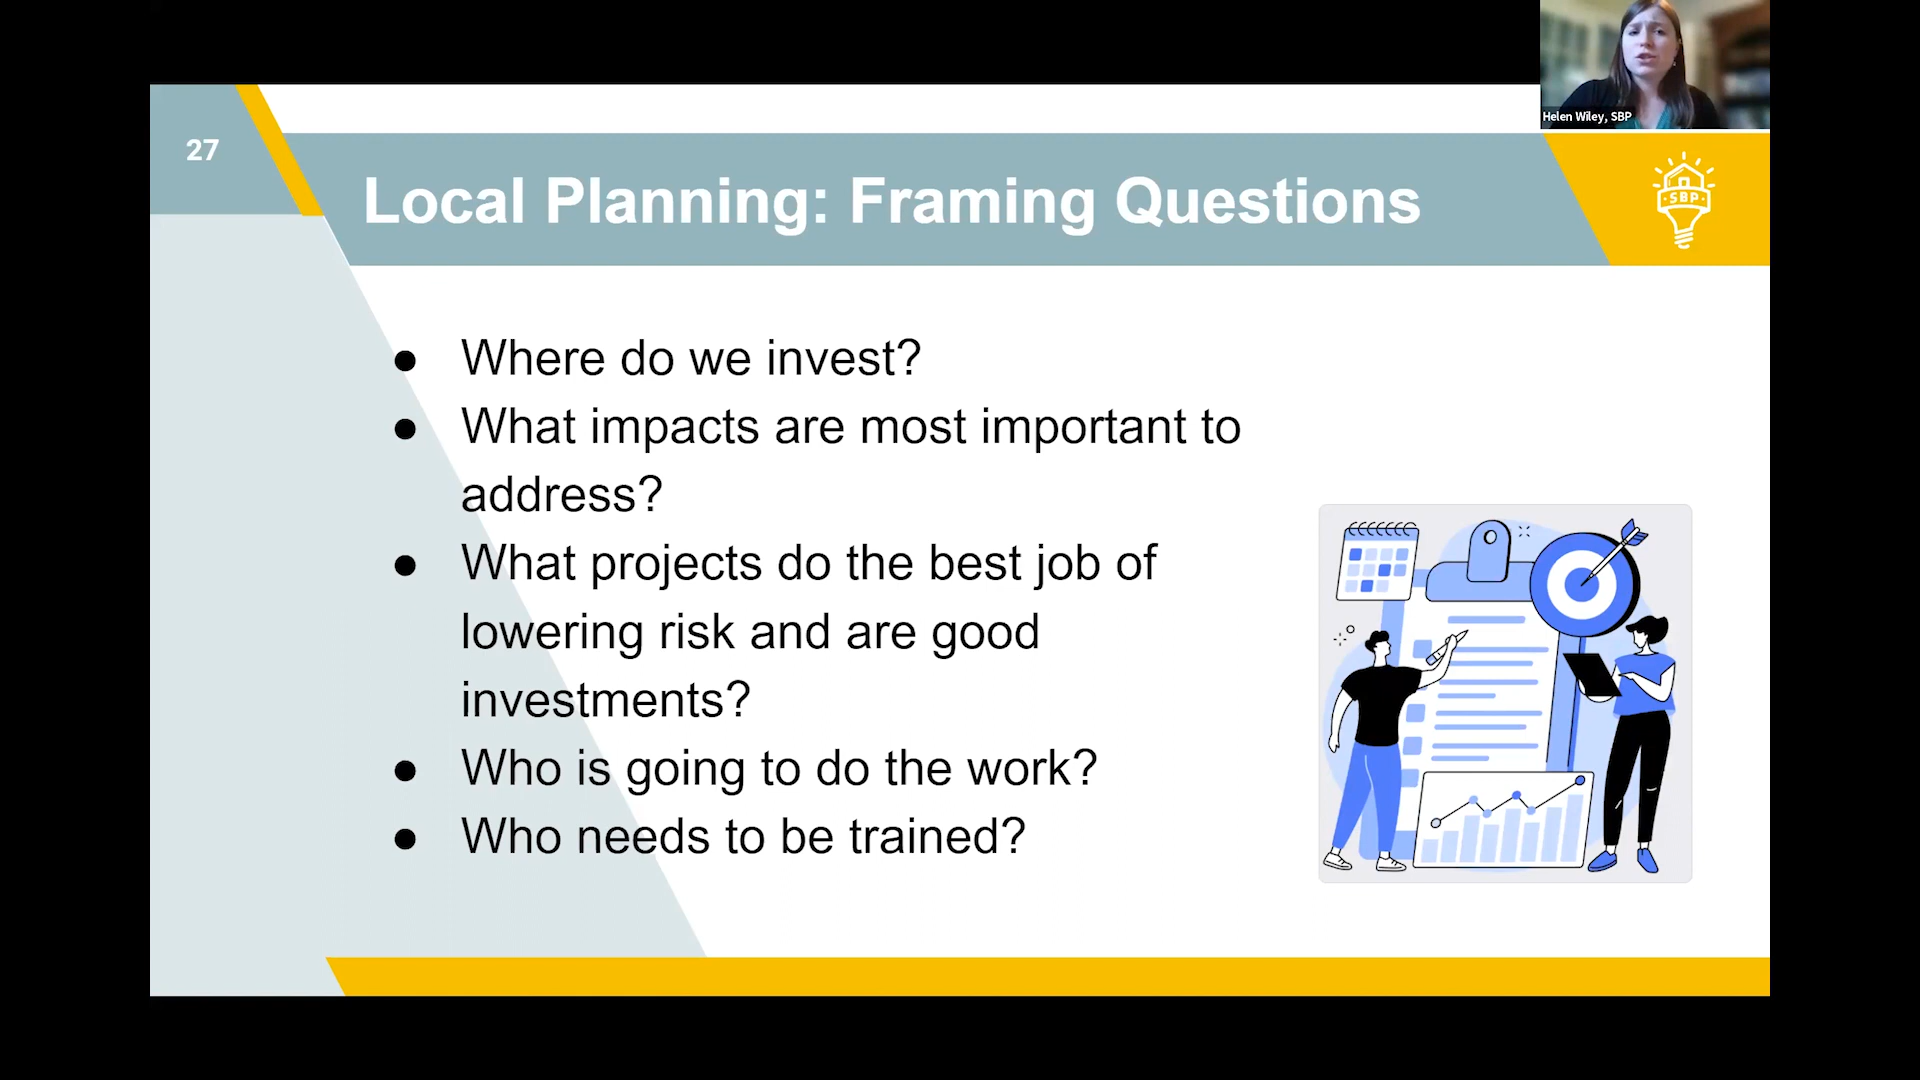 Helen Wiley, SBP
27
Local Planning: Framing Questions
SBP
● Where do we invest?
● What impacts are most important to
address?
● What projects do the best job of
lowering risk and are good
investments?
● Who is going to do the work?
● Who needs to be trained?